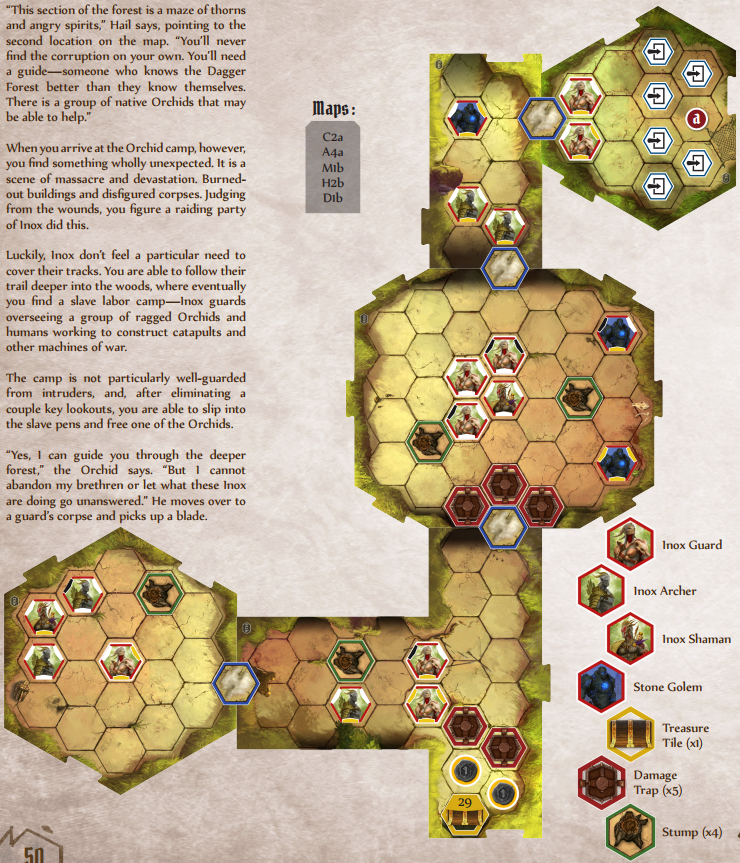 “This section of the forest is a maze of thorns
and angry spirits,” Hail says, pointing to the
second location on the map. “You’ll never
find the corruption on your own. You’ll need
a guide—someone who knows the Dagger
Forest better than they know themselves.
There is a group of native Orchids that may
be able to help.”
When you arrive at the Orchid camp, however,
you find something wholly unexpected. It is a
scene of massacre and devastation. Burned-
out buildings and disfigured corpses. Judging
from the wounds, you figure a raiding party
of Inox did this.
Luckily, Inox don’t feel a particular need to
cover their tracks. You are able to follow their
trail deeper into the woods, where eventually
you find a slave labor camp—Inox guards
overseeing a group of ragged Orchids and
humans working to construct catapults and
other machines of war.
The camp is not particularly well-guarded
from intruders, and, after eliminating a
couple key lookouts, you are able to slip into
the slave pens and free one of the Orchids.
“Yes, I can guide you through the deeper
forest,” the Orchid says. “But I cannot
abandon my brethren or let what these Inox
are doing go unanswered.” He moves over to
a guard’s corpse and picks up a blade.
Maps:
C2a
A4a
M1b
H2b
D1b
a
Inox Guard
Inox Archer
Inox Shaman
Stone Golem
Treasure
Tile (x1)
Damage
Trap (x5)
Stump (x4)
1
1
29
50